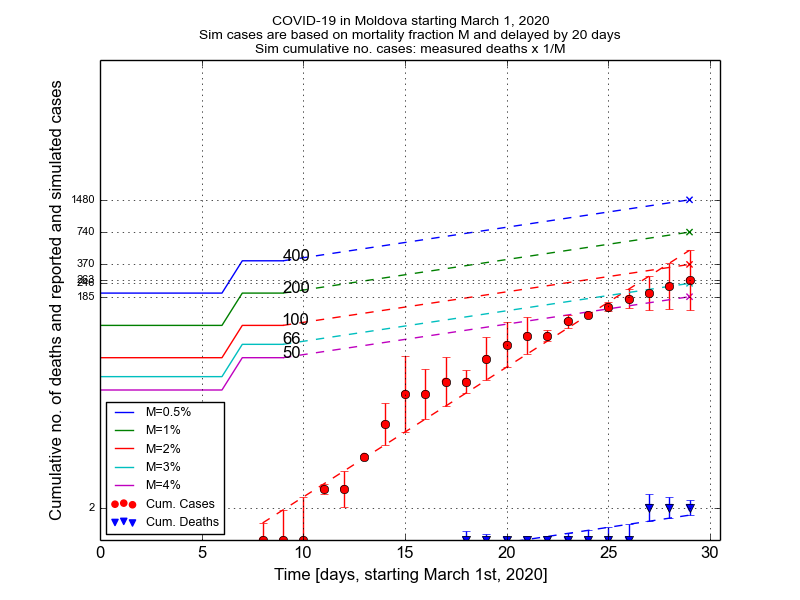 COVID-19 in Moldova starting March 1, 2020
Sim cases are based on mortality fraction M and delayed by 20 days
Sim cumulative no. cases: measured deaths x 1/M
Cumulative no. of deaths and reported and simulated cases
1480
740
370
263
246
185
2
400
200
100
66
50
M=0.5%
M=1%
M=2%
M=3%
M=4%
Cum. Cases
Cum. Deaths
0 5 10 15 20 25 30
Time [days, starting March 1st, 2020]